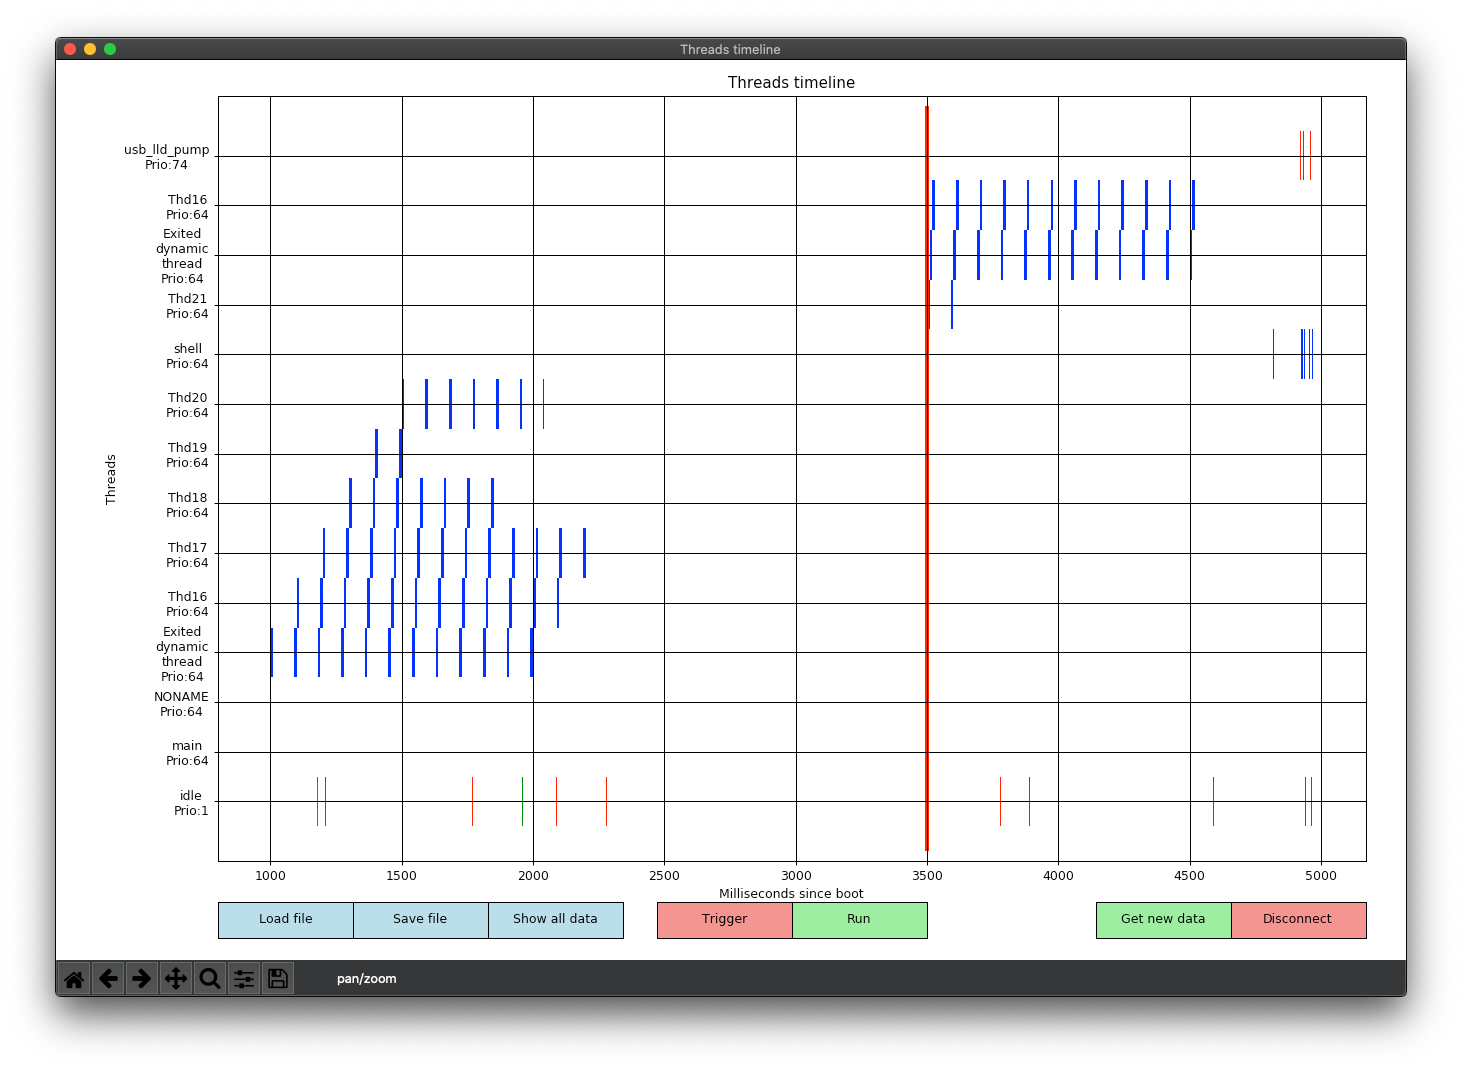 Threads timeline
Threads timeline
usb_lld_pump
Prio:74
Thd16
Prio:64
Exited
dynamic
thread
Prio:64
Thd21
Prio:64
shell
Prio:64
Thd20
Prio:64
Thd19
Prio:64
Thd18
Prio:64
Thd17
Prio:64
Thd16
Prio:64
Exited
dynamic
thread
Prio:64
NONAME
Prio:64
main
Prio:64
idle
Prio:1
Threads
1000 1500 2000 2500 3000 3500 4000 4500 5000
Milliseconds since boot
Load file Save file Show all data Trigger Run Get new data Disconnect
pan/zoom